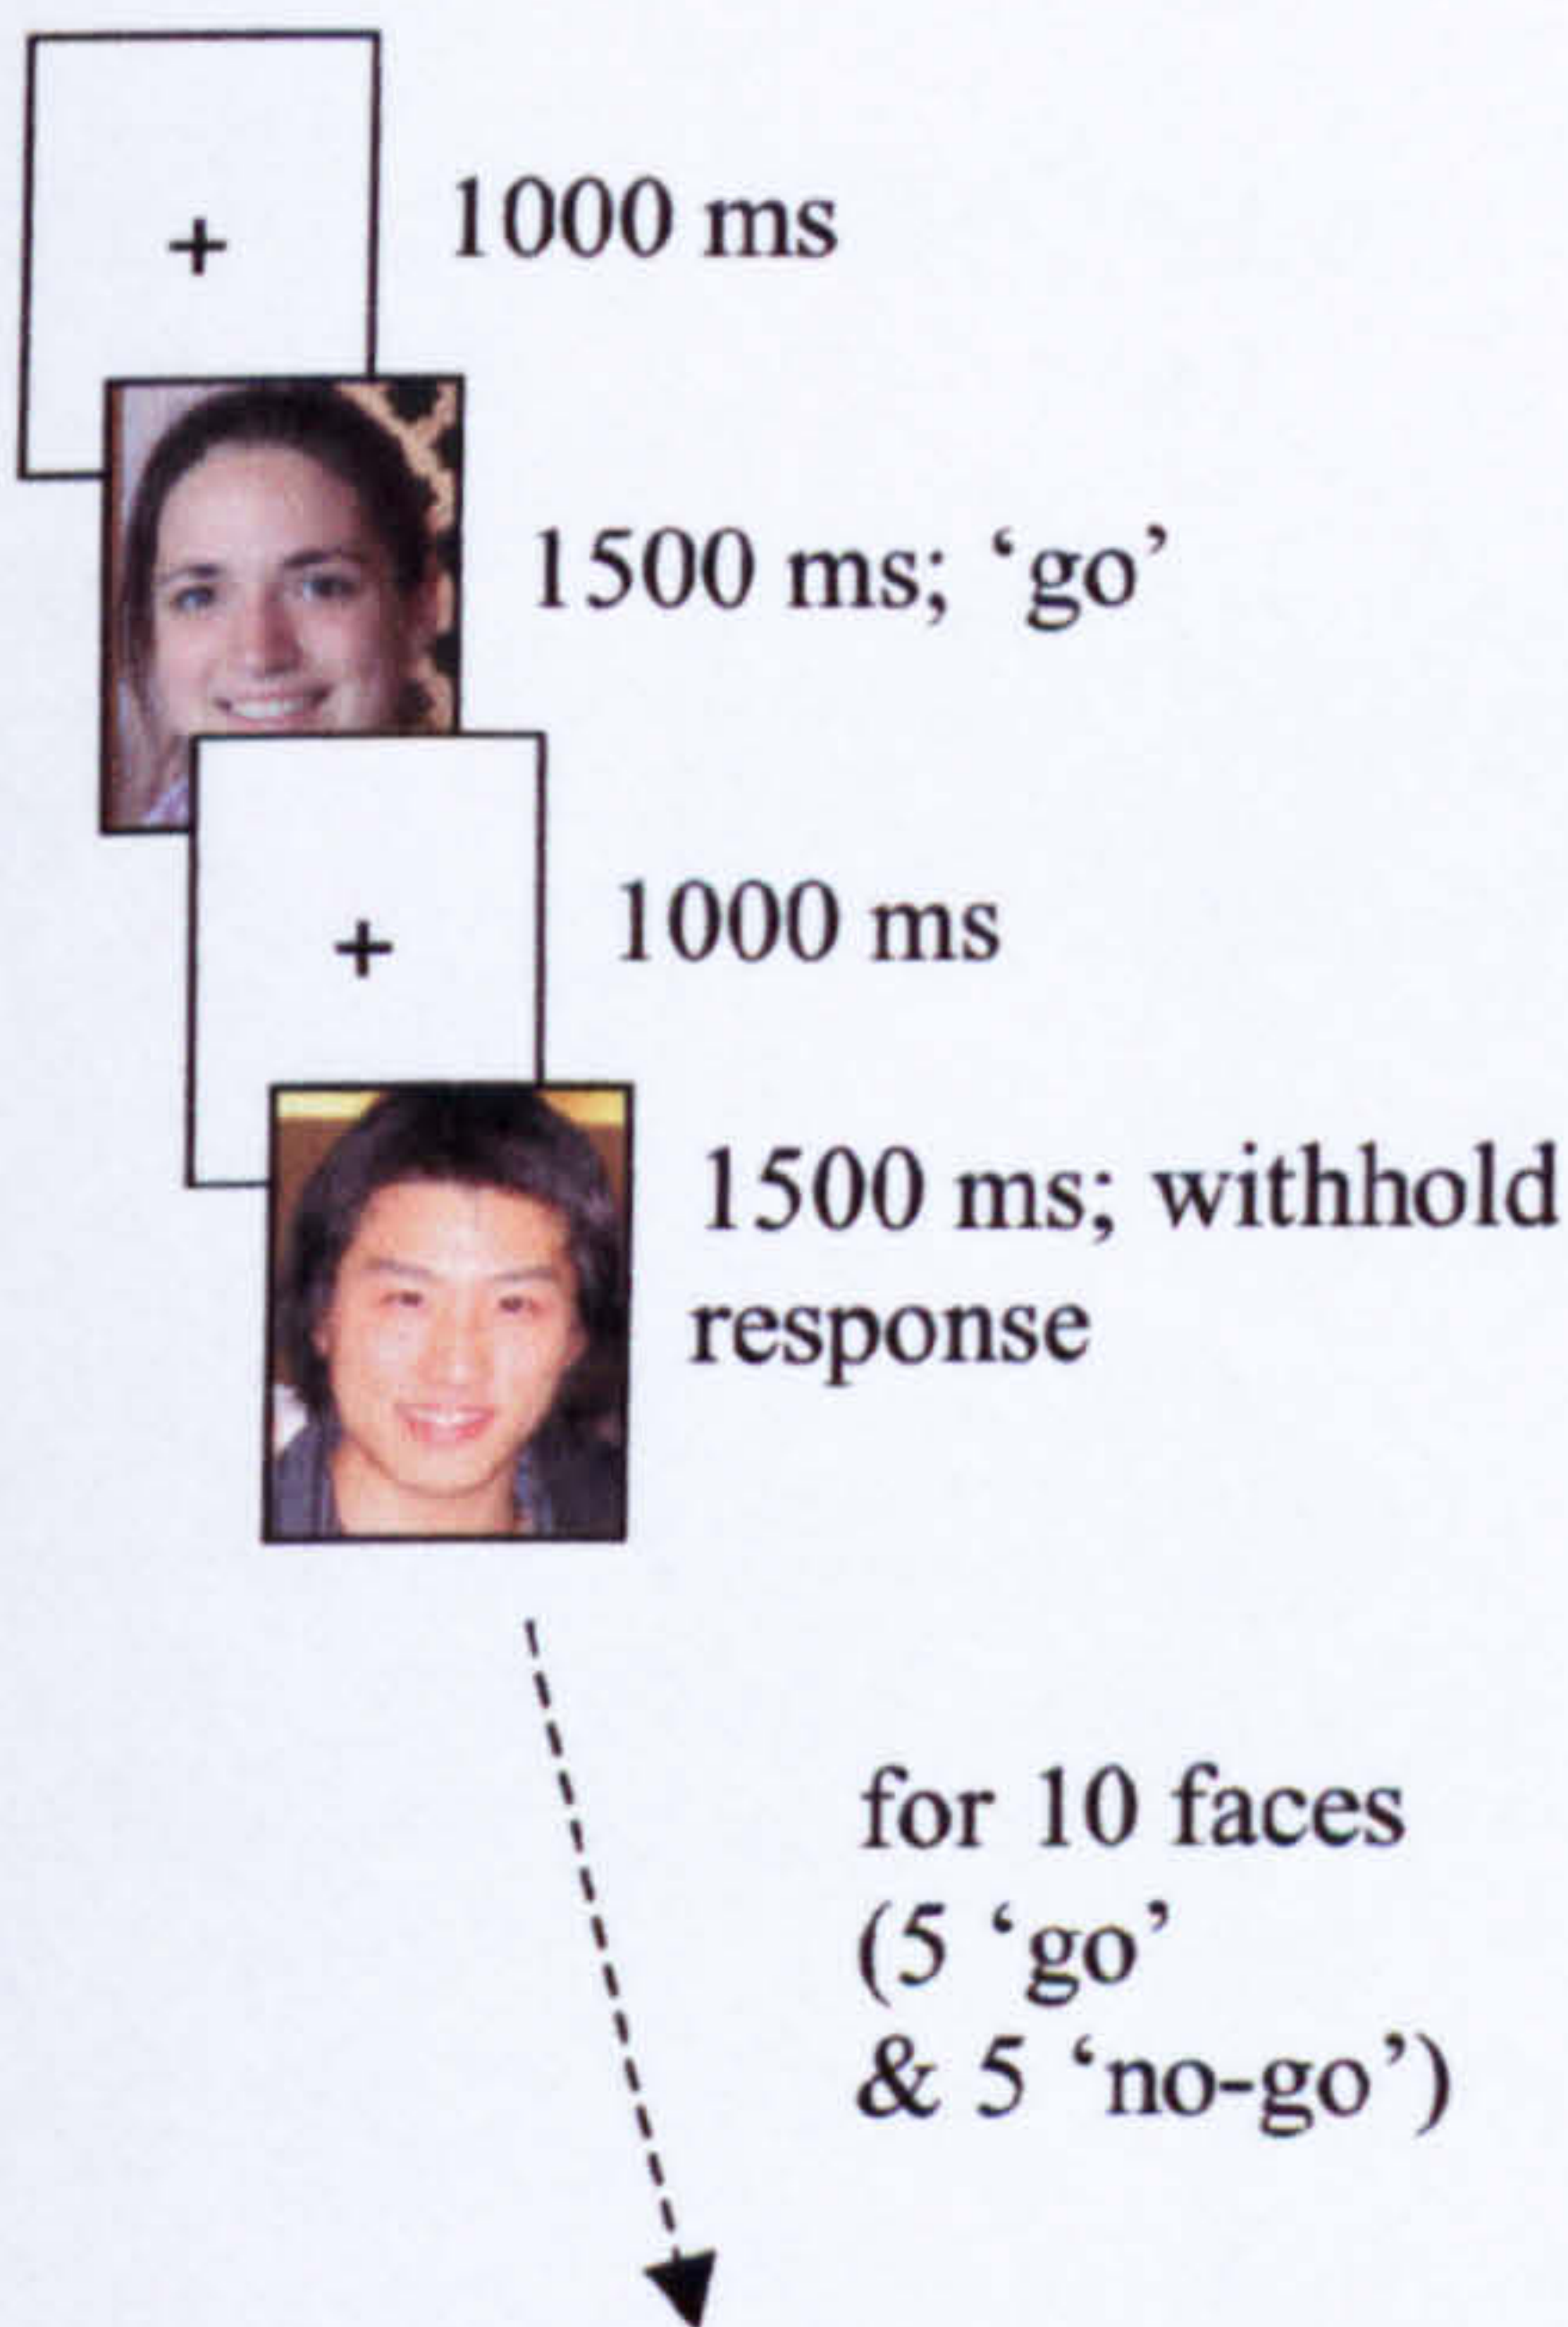 +
1000 ms
1500 ms; ‘go’
+
1000 ms
1500 ms; withhold
response
for 10 faces
(5 ‘go’
& 5 ‘no-go’)